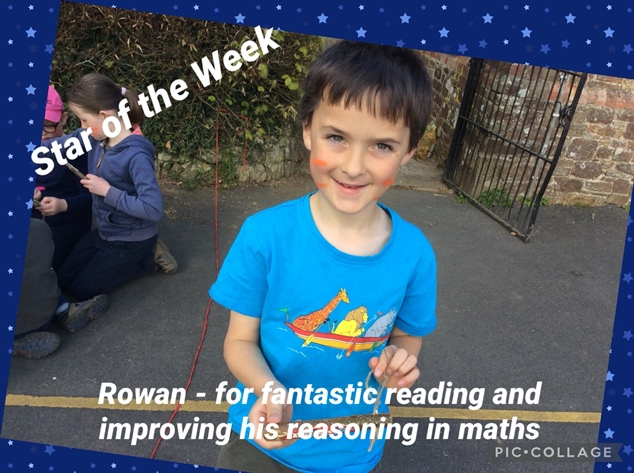 Star of the Week
Rowan - for fantastic reading and
improving his reasoning in maths
PIC•COLLAGE